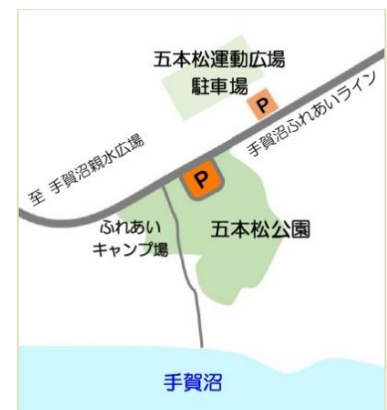 五本松運動広場
駐車場
P
手賀沼ふれあいライン
至 手賀沼親水広場
P
ふれあい
キャンプ場
五本松公園
手賀沼